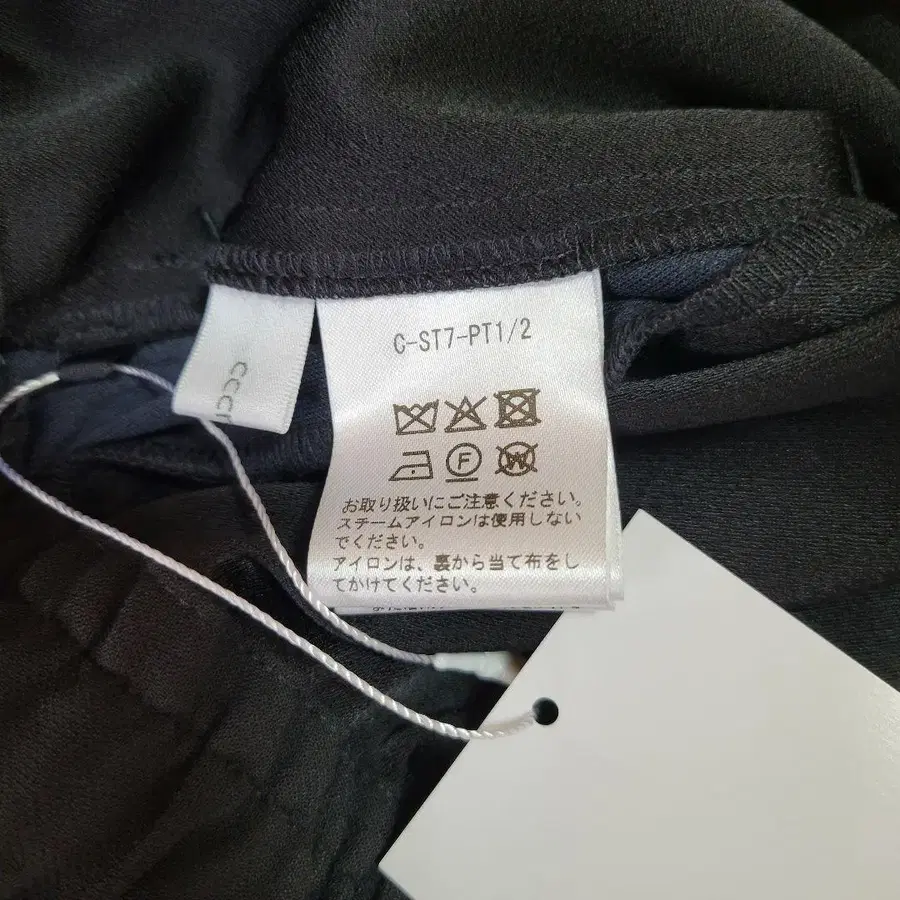 C-ST7-PT1/2
F
W
お取り扱いにご注意ください。
スチームアイロンは使用しない
でください。
アイロンは、裏から当て布をし
てかけてください。